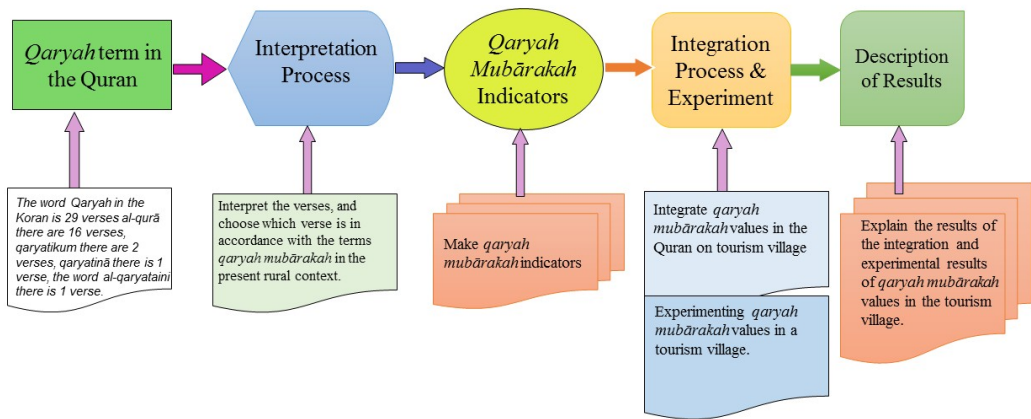 Qaryah term in
the Quran
Interpretation
Process
Qaryah
Mubārakah
Indicators
Integration
Process &
Experiment
Description
of Results
The word Qaryah in the
Koran is 29 verses al-qurā
there are 16 verses,
qaryatikum there are 2
verses, qaryatinā there is 1
verse, the word al-qaryataini
there is 1 verse.
Interpret the verses, and
choose which verse is in
accordance with the terms
qaryah mubārakah in the
present rural context.
Make qaryah
mubārakah indicators
Integrate qaryah
mubārakah values in the
Quran on tourism village
Experimenting qaryah
mubārakah values in a
tourism village.
Explain the results of
the integration and
experimental results
of qaryah mubārakah
values in the tourism
village.